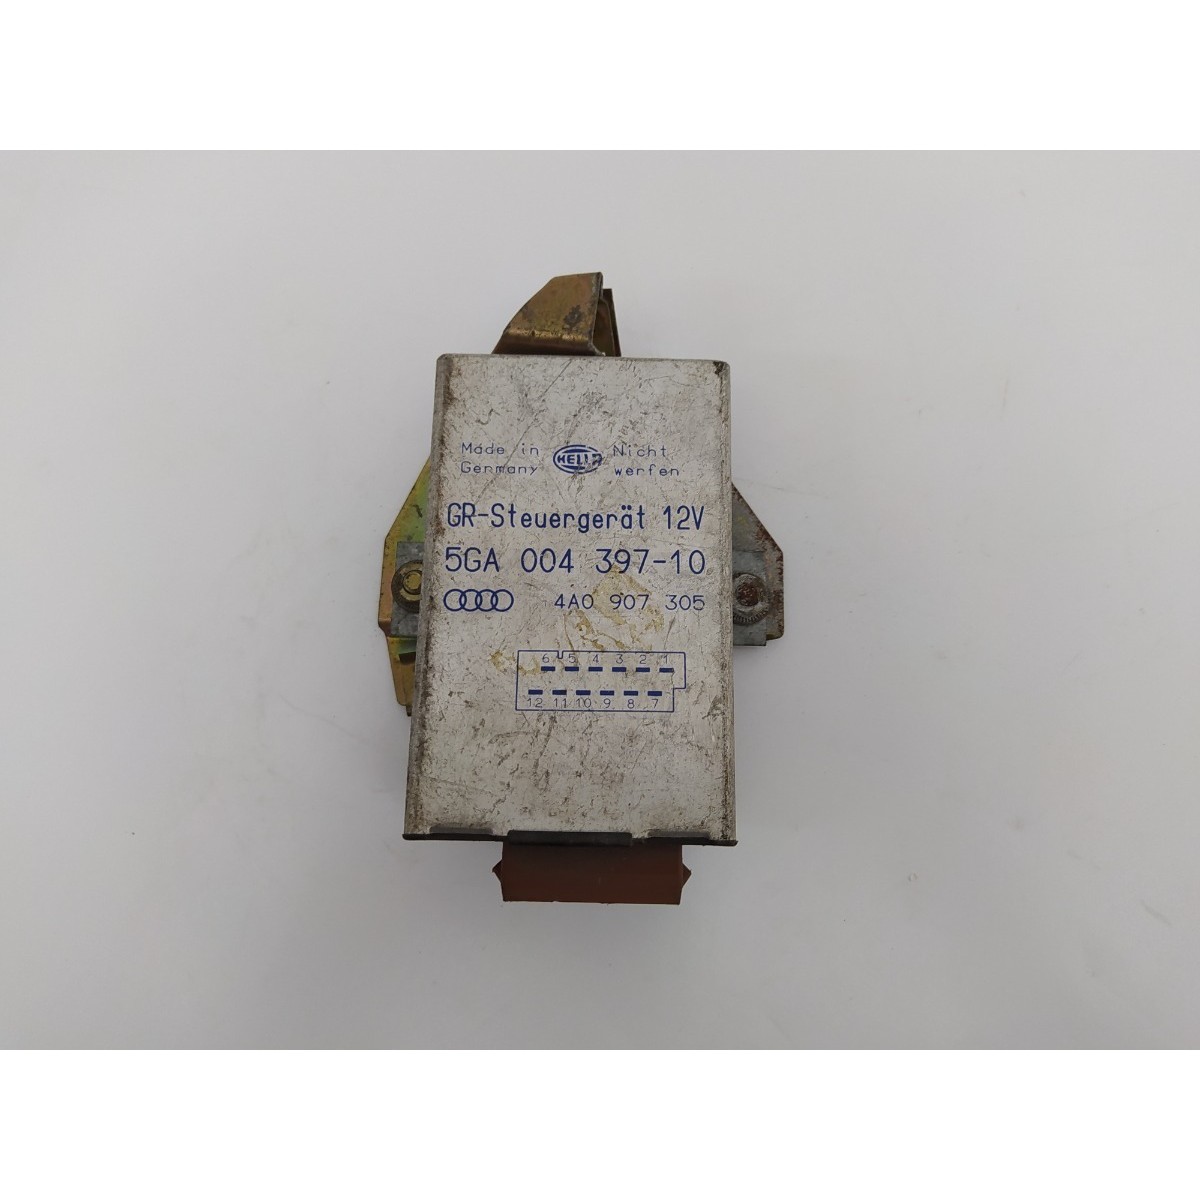 Made in HELLA Nicht
Germany werfen
GR-Steuergerät 12V
5GA 004 397-10
4A0 907 305
6 5 4 3 2 1
12 11 10 9 8 7